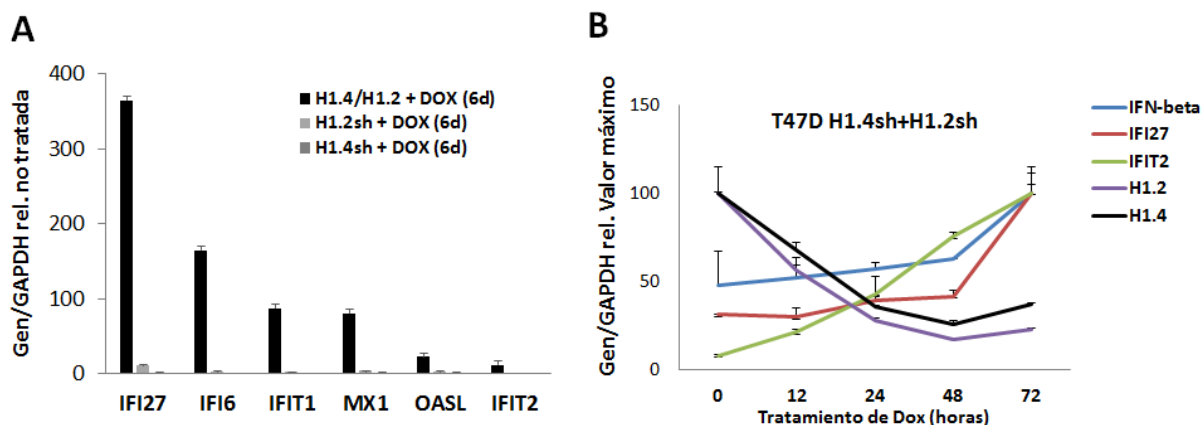 A
Gen/GAPDH rel. no tratada
400
300
200
100
0
H1.4/H1.2 + DOX (6d)
H1.2sh + DOX (6d)
H1.4sh + DOX (6d)
IFI27 IFI6 IFIT1 MX1 OASL IFIT2
B
Gen/GAPDH rel. Valor máximo
150
100
50
0
T47D H1.4sh+H1.2sh
0 12 24 48 72
Tratamiento de Dox (horas)
IFN-beta
IFI27
IFIT2
H1.2
H1.4